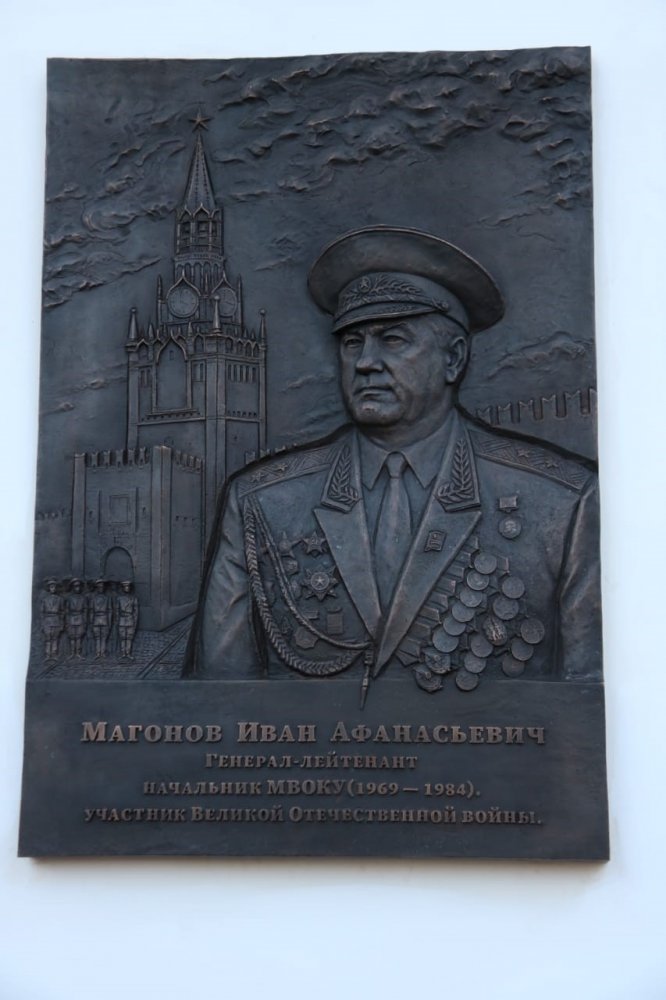 Магонов Иван Афанасьевич
Генерал-лейтенант
начальник МВОКУ(1969 – 1984).
участник Великой Отечественной войны.